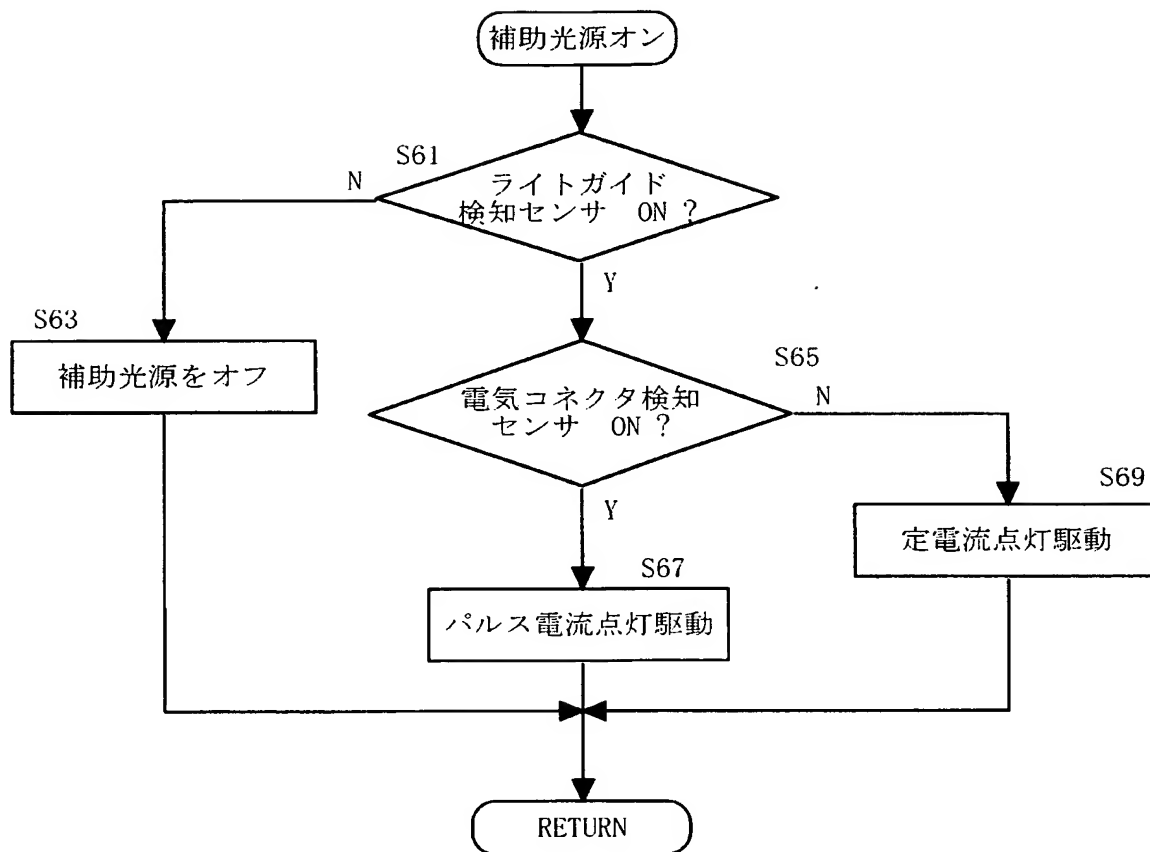 補助光源オン
S61
N
ライトガイド
検知センサ ON ?
Y
S63
補助光源をオフ
S65
電気コネクタ検知
センサ ON ?
N
Y
S69
定電流点灯駆動
S67
パルス電流点灯駆動
RETURN